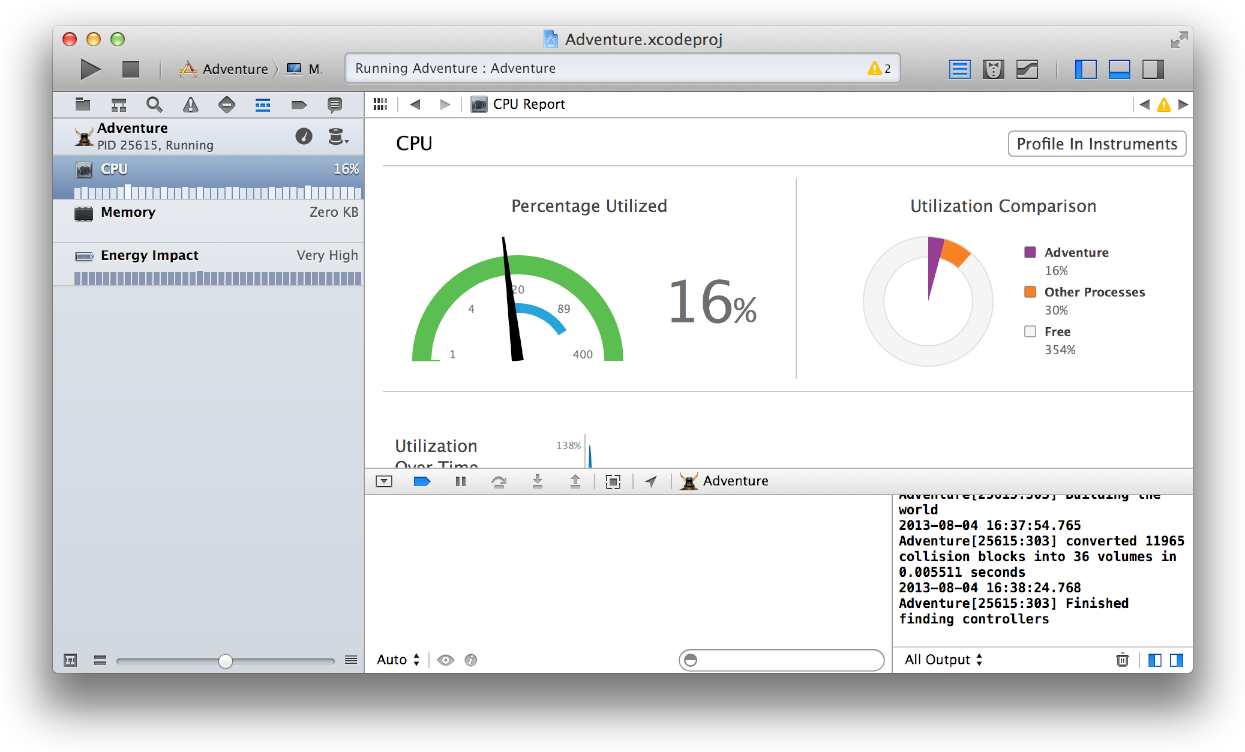 Adventure.xcodeproj
Adventure 〉 M.
Running Adventure : Adventure
2
CPU Report
Adventure
PID 25615, Running
CPU 16%
Memory Zero KB
Energy Impact Very High
CPU
Profile In Instruments
Percentage Utilized
1
4
20
89
400
16%
Utilization Comparison
Adventure
16%
Other Processes
30%
Free
354%
Utilization
Over Time
138%
Adventure
Adventure[25615:303] Building the
world
2013-08-04 16:37:54.765
Adventure[25615:303] converted 11965
collision blocks into 36 volumes in
0.005511 seconds
2013-08-04 16:38:24.768
Adventure[25615:303] Finished
finding controllers
Auto
All Output